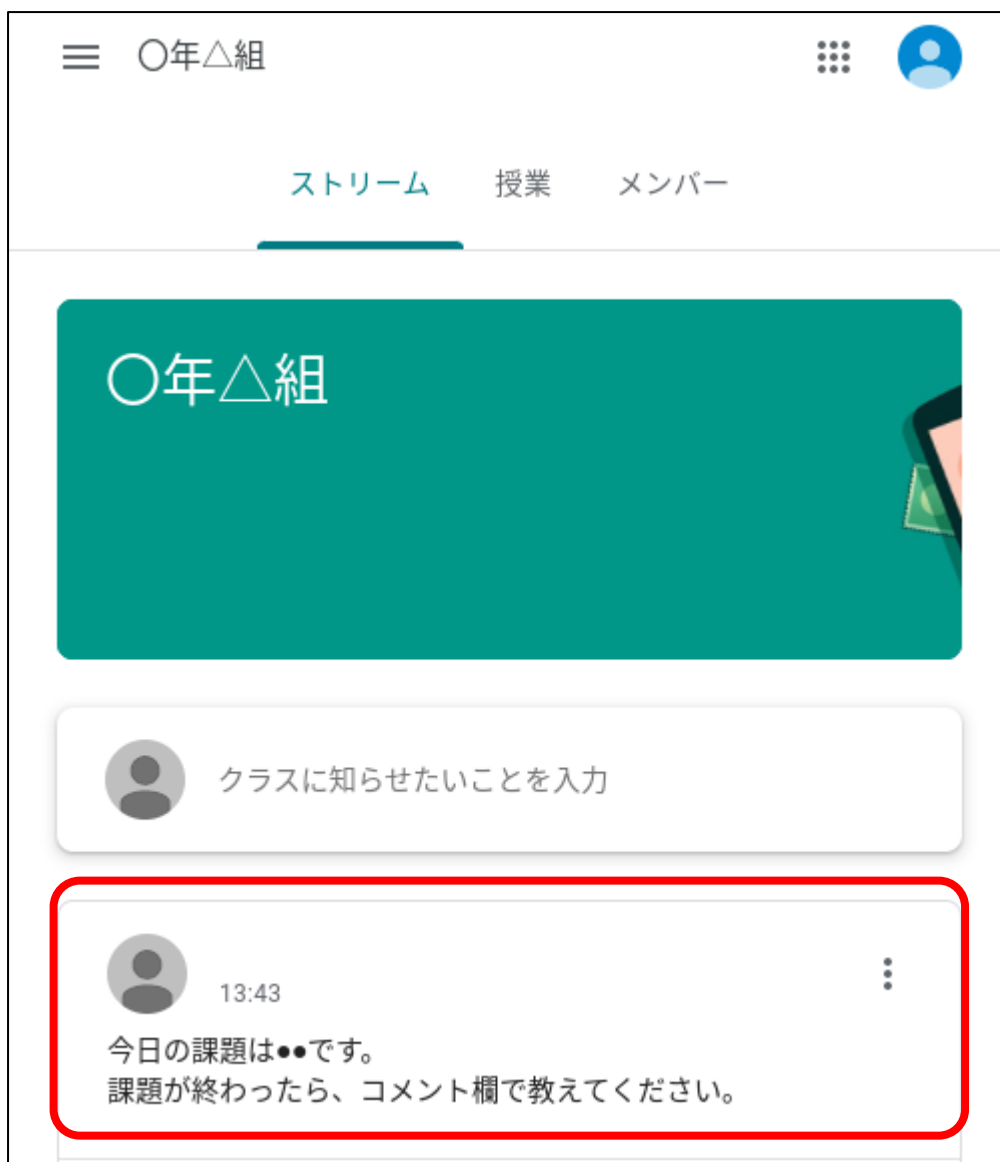 〇年△組
ストリーム 授業 メンバー
〇年△組
クラスに知らせたいことを入力
13:43
今日の課題は●●です。
課題が終わったら、コメント欄で教えてください。